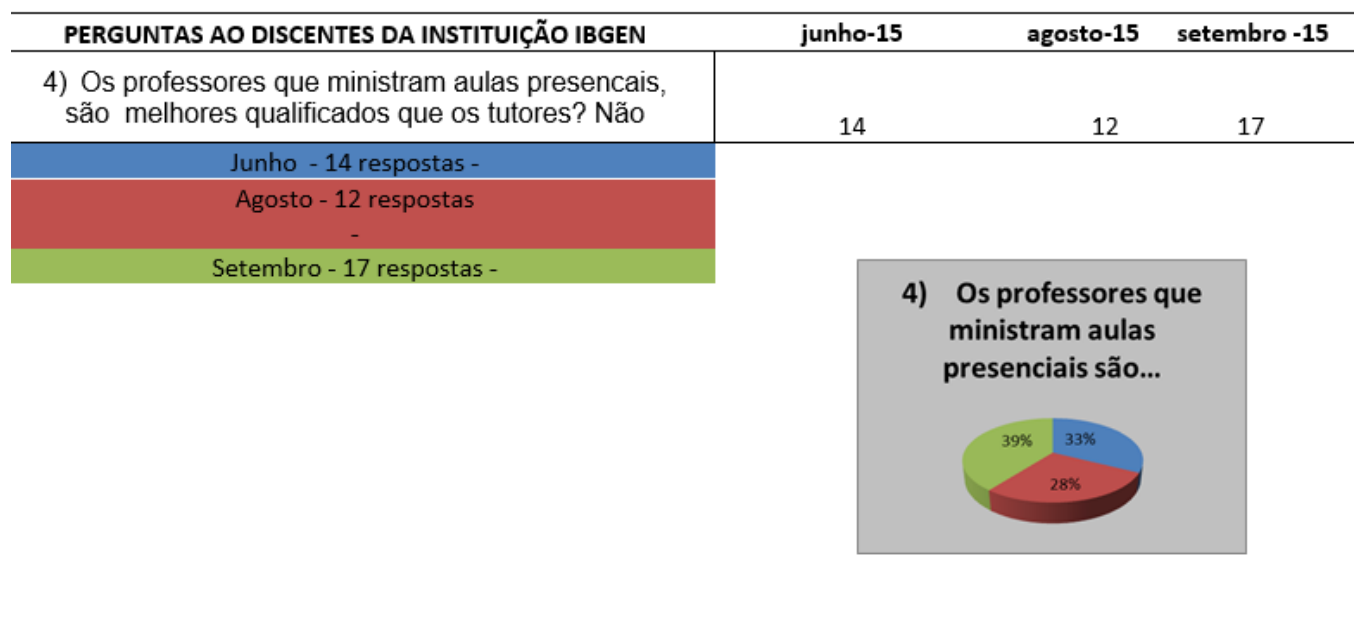 PERGUNTAS AO DISCENTES DA INSTITUIÇÃO IBGEN junho-15 agosto-15 setembro -15
4) Os professores que ministram aulas presencais,
são melhores qualificados que os tutores? Não
14 12 17
Junho - 14 respostas -
Agosto - 12 respostas
-
Setembro - 17 respostas -
4) Os professores que
ministram aulas
presenciais são...
39% 33%
28%